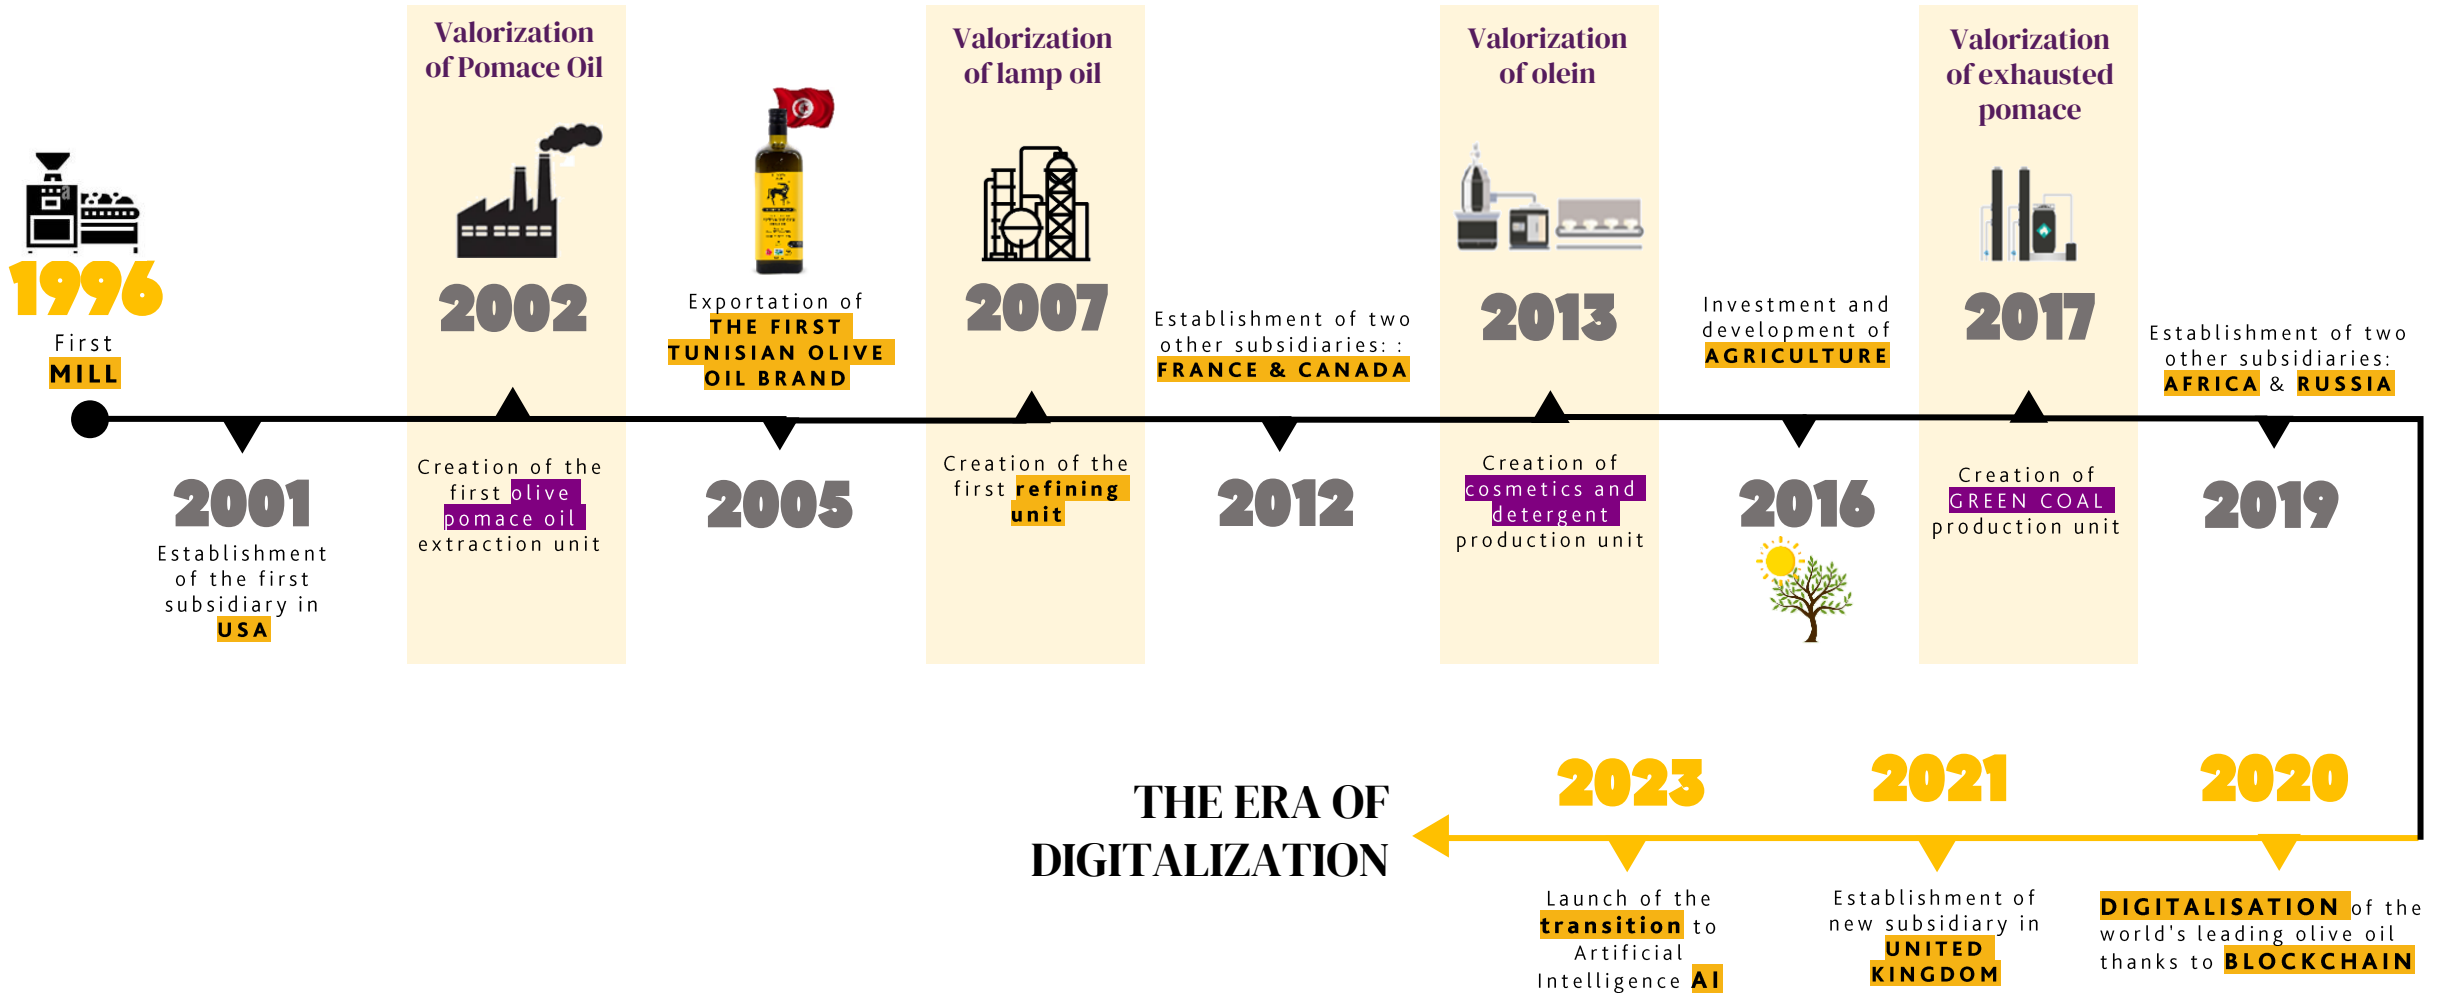 1996
First
MILL
2001
Establishment
of the first
subsidiary in
USA
Valorization
of Pomace Oil
2002
Creation of the
first olive
pomace oil
extraction unit
Exportation of
THE FIRST
TUNISIAN OLIVE
OIL BRAND
2005
Valorization
of lamp oil
2007
Creation of the
first refining
unit
Establishment of two
other subsidiaries: :
FRANCE & CANADA
2012
Valorization
of olein
2013
Creation of
cosmetics and
detergent
production unit
Investment and
development of
AGRICULTURE
2016
Valorization
of exhausted
pomace
2017
Creation of
GREEN COAL
production unit
Establishment of two
other subsidiaries:
AFRICA & RUSSIA
2019
2020
DIGITALISATION of the
world's leading olive oil
thanks to BLOCKCHAIN
2021
Establishment of
new subsidiary in
UNITED
KINGDOM
2023
Launch of the
transition to
Artificial
Intelligence AI
THE ERA OF
DIGITALIZATION